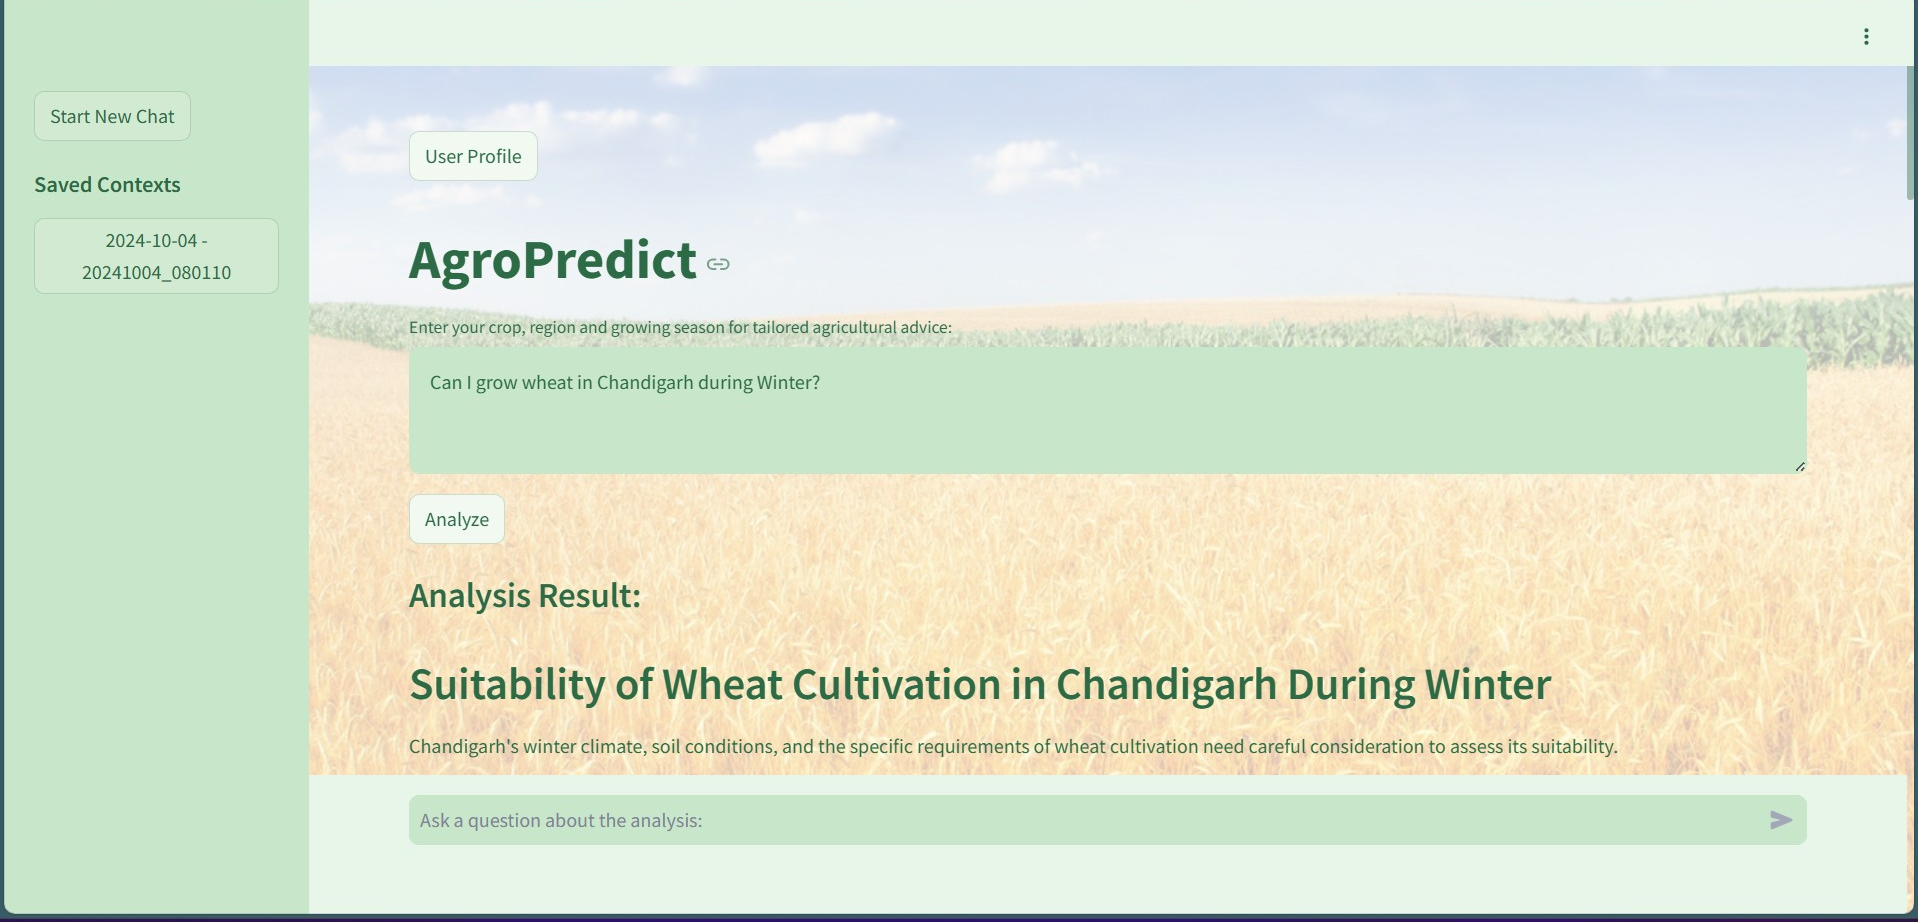 Start New Chat
Saved Contexts
2024-10-04 -
20241004_080110
User Profile
AgroPredict
Enter your crop, region and growing season for tailored agricultural advice:
Can I grow wheat in Chandigarh during Winter?
Analyze
Analysis Result:
Suitability of Wheat Cultivation in Chandigarh During Winter
Chandigarh's winter climate, soil conditions, and the specific requirements of wheat cultivation need careful consideration to assess its suitability.
Ask a question about the analysis: